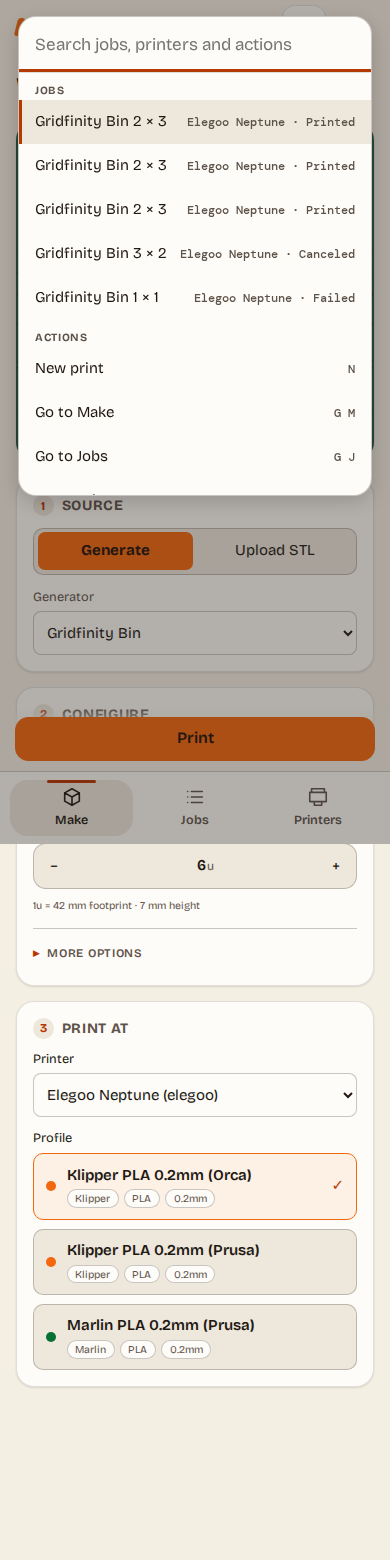 Search jobs, printers and actions
JOBS
Gridfinity Bin 2 × 3 Elegoo Neptune · Printed
Gridfinity Bin 2 × 3 Elegoo Neptune · Printed
Gridfinity Bin 2 × 3 Elegoo Neptune · Printed
Gridfinity Bin 3 × 2 Elegoo Neptune · Canceled
Gridfinity Bin 1 × 1 Elegoo Neptune · Failed
ACTIONS
New print N
Go to Make G M
Go to Jobs G J
1 SOURCE
Generate Upload STL
Generator
Gridfinity Bin
2 CONFIGURE
Print
Make Jobs Printers
− 6u +
1u = 42 mm footprint · 7 mm height
▸ MORE OPTIONS
3 PRINT AT
Printer
Elegoo Neptune (elegoo)
Profile
Klipper PLA 0.2mm (Orca) ✓
Klipper PLA 0.2mm
Klipper PLA 0.2mm (Prusa)
Klipper PLA 0.2mm
Marlin PLA 0.2mm (Prusa)
Marlin PLA 0.2mm